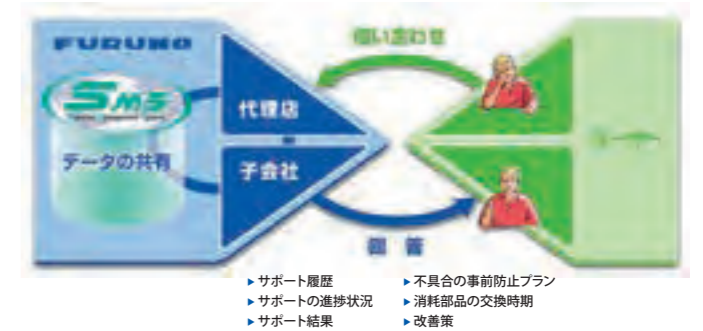 FURUNO
問い合わせ
SMS
代理店
データの共有
子会社
回 答
▸サポート履歴
▸サポートの進捗状況
▸サポート結果
▸不具合の事前防止プラン
▸消耗部品の交換時期
▸改善策